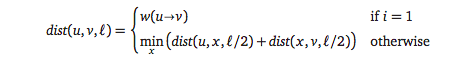 dist(u, v, ℓ) = { w(u→v) if i = 1
min_x (dist(u, x, ℓ/2) + dist(x, v, ℓ/2)) otherwise